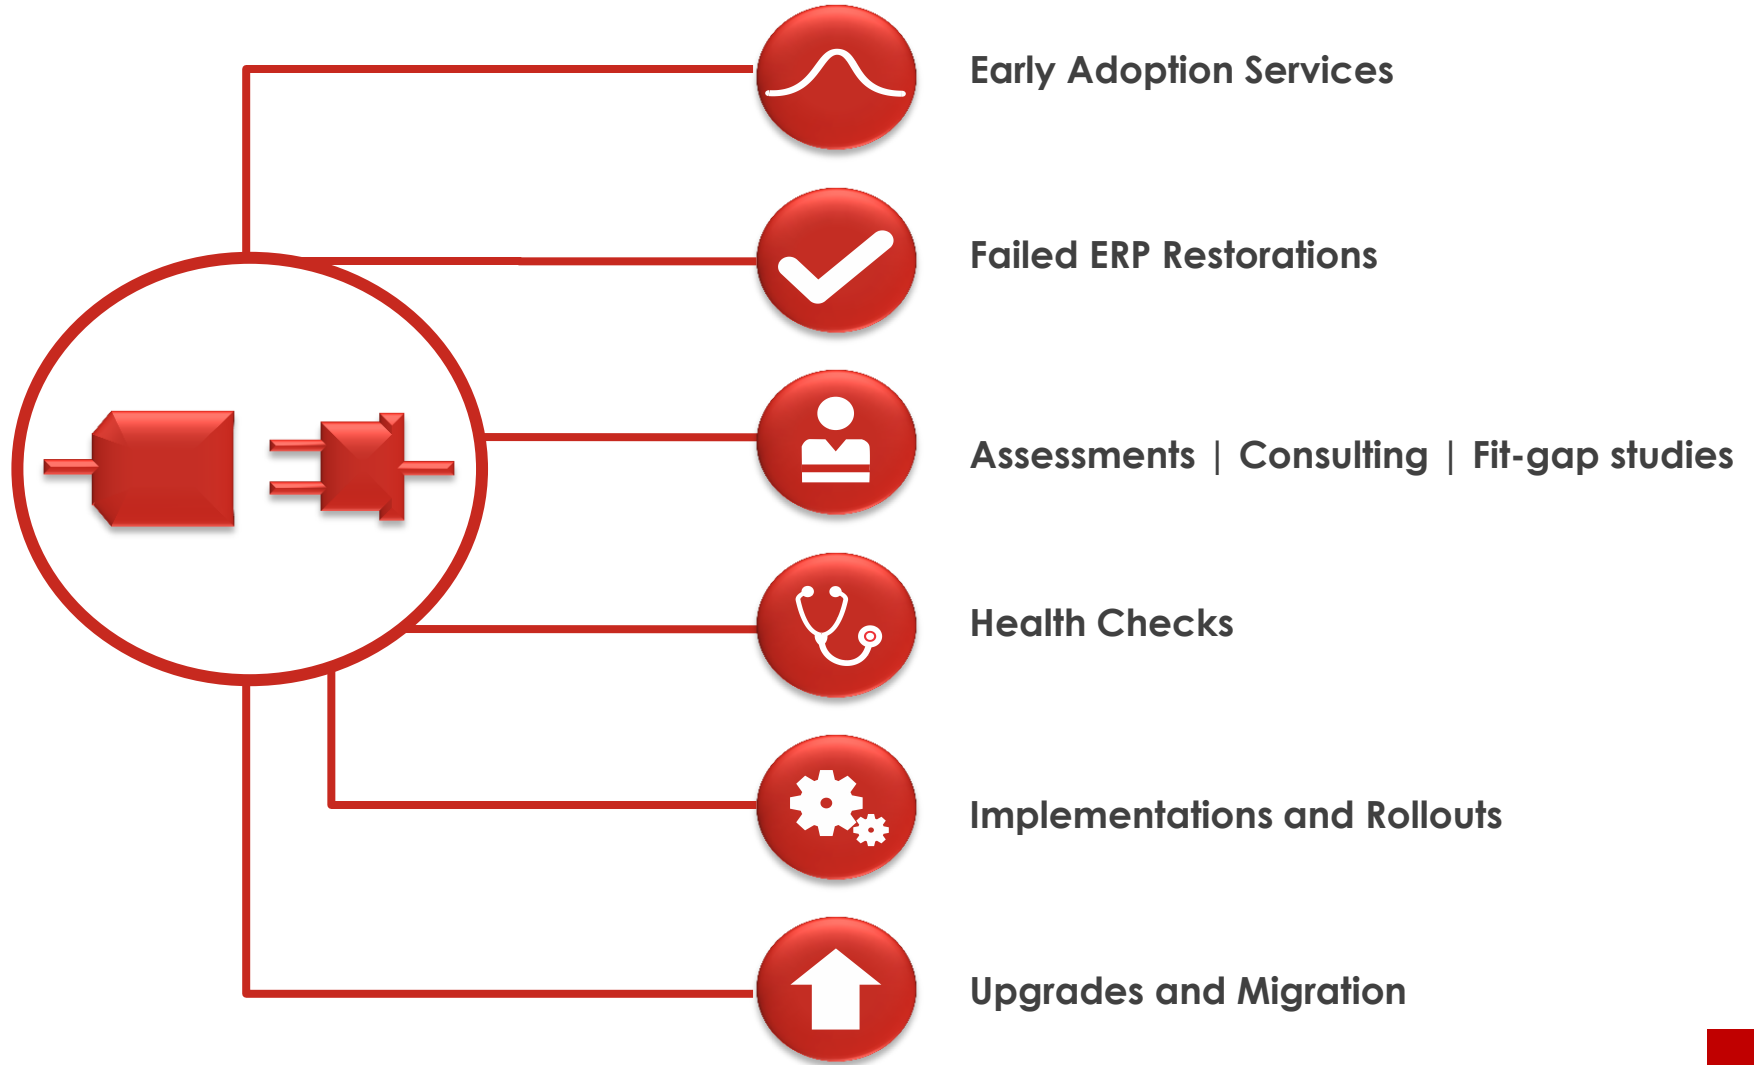 Early Adoption Services
Failed ERP Restorations
Assessments | Consulting | Fit-gap studies
Health Checks
Implementations and Rollouts
Upgrades and Migration